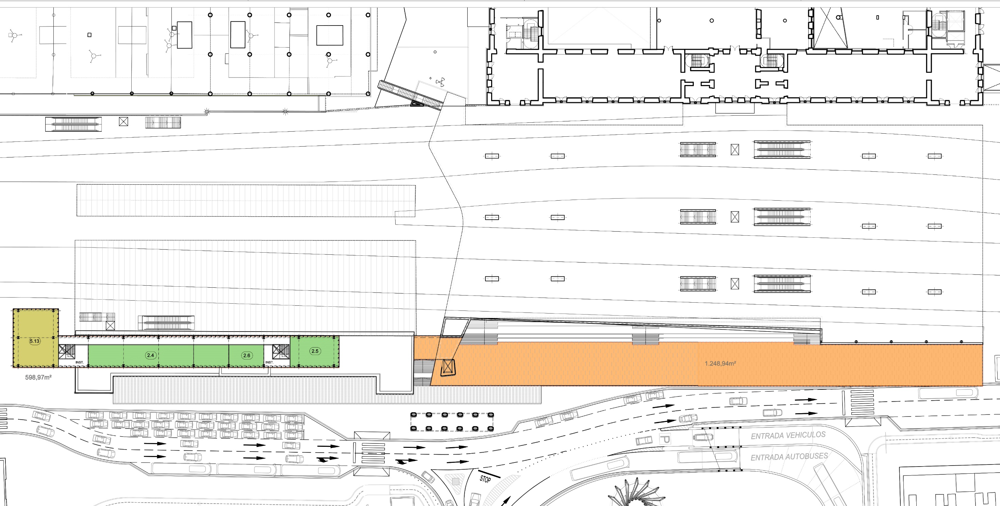 5.13
2.4
2.6
2.5
INST.
INST.
1.248,94m²
598,97m²
ENTRADA VEHICULOS
P
ENTRADA AUTOBUSES
STOP